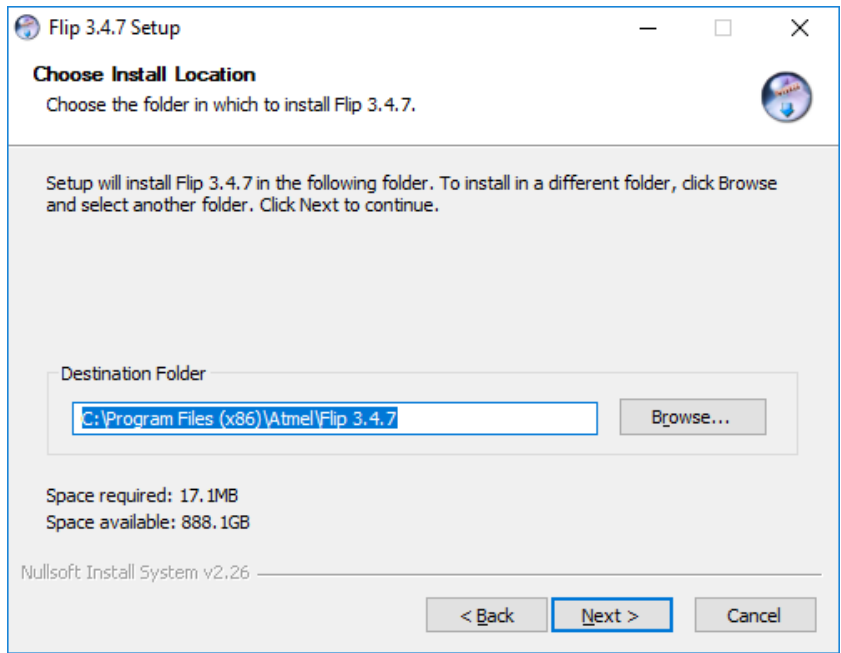 Flip 3.4.7 Setup
Choose Install Location
Choose the folder in which to install Flip 3.4.7.
Setup will install Flip 3.4.7 in the following folder. To install in a different folder, click Browse
and select another folder. Click Next to continue.
Destination Folder
C:\Program Files (x86)\Atmel\Flip 3.4.7
Browse...
Space required: 17.1MB
Space available: 888.1GB
Nullsoft Install System v2.26
< Back
Next >
Cancel